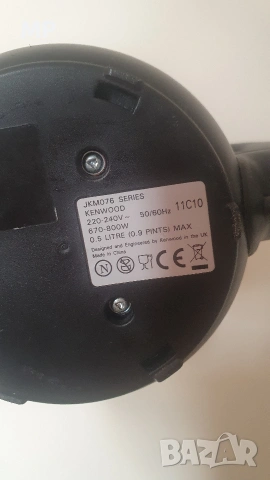 JKM076 SERIES
KENWOOD 11C10
220-240V~ 50/60Hz
670-800W
0.5 LITRE (0.9 PINTS) MAX
Designed and Engineered by Kenwood in the UK
Made in China
N CE
BAZAR.bg